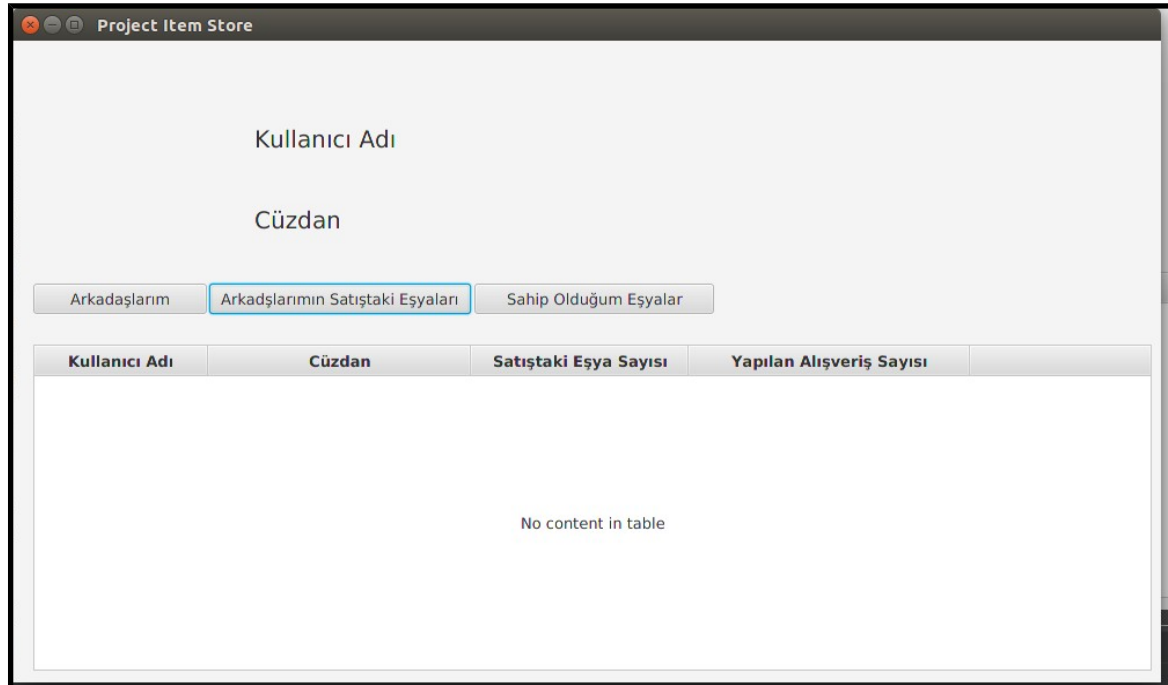 Project Item Store
Kullanıcı Adı
Cüzdan
Arkadaşlarım Arkadşlarımın Satıştaki Eşyaları Sahip Olduğum Eşyalar
Kullanıcı Adı Cüzdan Satıştaki Eşya Sayısı Yapılan Alışveriş Sayısı
No content in table